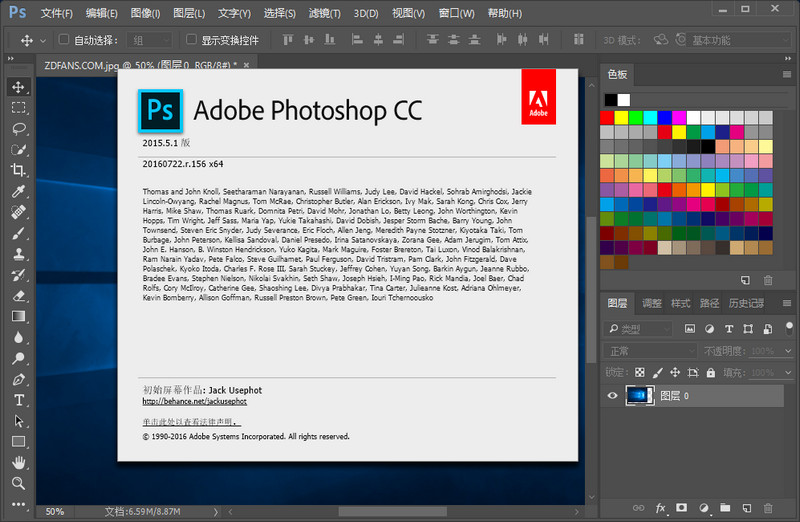 Ps 文件(F) 编辑(E) 图像(I) 图层(L) 文字(Y) 选择(S) 滤镜(T) 3D(D) 视图(V) 窗口(W) 帮助(H)
自动选择: 组 显示变换控件 3D 模式: 基本功能
ZDFANS.COM.jpg @ 50% (图层 0, RGB/8#) *
色板
Ps Adobe Photoshop CC
Adobe
2015.5.1 版
20160722.r.156 x64
Thomas and John Knoll, Seetharaman Narayanan, Russell Williams, Judy Lee, David Hackel, Sohrab Amirghodsi, Jackie
Lincoln-Owyang, Rachel Magnus, Tom McRae, Christopher Butler, Alan Erickson, Ivy Mak, Sarah Kong, Chris Cox, Jerry
Harris, Mike Shaw, Thomas Ruark, Domnita Petri, David Mohr, Jonathan Lo, Betty Leong, John Worthington, Kevin
Hopps, Tim Wright, Jeff Sass, Maria Yap, Yukie Takahashi, David Dobish, Jesper Storm Bache, Barry Young, John
Townsend, Steven Eric Snyder, Judy Severance, Eric Floch, Allen Jeng, Meredith Payne Stotzner, Kiyotaka Taki, Tom
Burbage, John Peterson, Kellisa Sandoval, Daniel Presedo, Irina Satanovskaya, Zorana Gee, Adam Jerugim, Tom Attix,
John E. Hanson, B. Winston Hendrickson, Yuko Kagita, Mark Maguire, Foster Brereton, Tai Luxon, Vinod Balakrishnan,
Ram Narain Yadav, Pete Falco, Steve Guilhamet, Paul Ferguson, David Tristram, Pam Clark, John Fitzgerald, Dave
Polaschek, Kyoko Itoda, Charles F. Rose III, Sarah Stuckey, Jeffrey Cohen, Yuyan Song, Barkin Aygun, Jeanne Rubbo,
Bradee Evans, Stephen Nielson, Nikolai Svakhin, Seth Shaw, Joseph Hsieh, I-Ming Pao, Rick Mandia, Joel Baer, Chad
Rolfs, Cory McIlroy, Catherine Gee, Shaoshing Lee, Divya Prabhakar, Tina Carter, Julieanne Kost, Adriana Ohlmeyer,
Kevin Bomberry, Allison Goffman, Russell Preston Brown, Pete Green, Iouri Tchernoousko
图层 调整 样式 路径 历史记录
类型
正常 不透明度: 100%
锁定: 填充: 100%
图层 0
初始屏幕作品: Jack Usephot
http://behance.net/jackusephot
单击此处以查看法律声明。
© 1990-2016 Adobe Systems Incorporated. All rights reserved.
50% 文档:6.59M/8.87M
fx